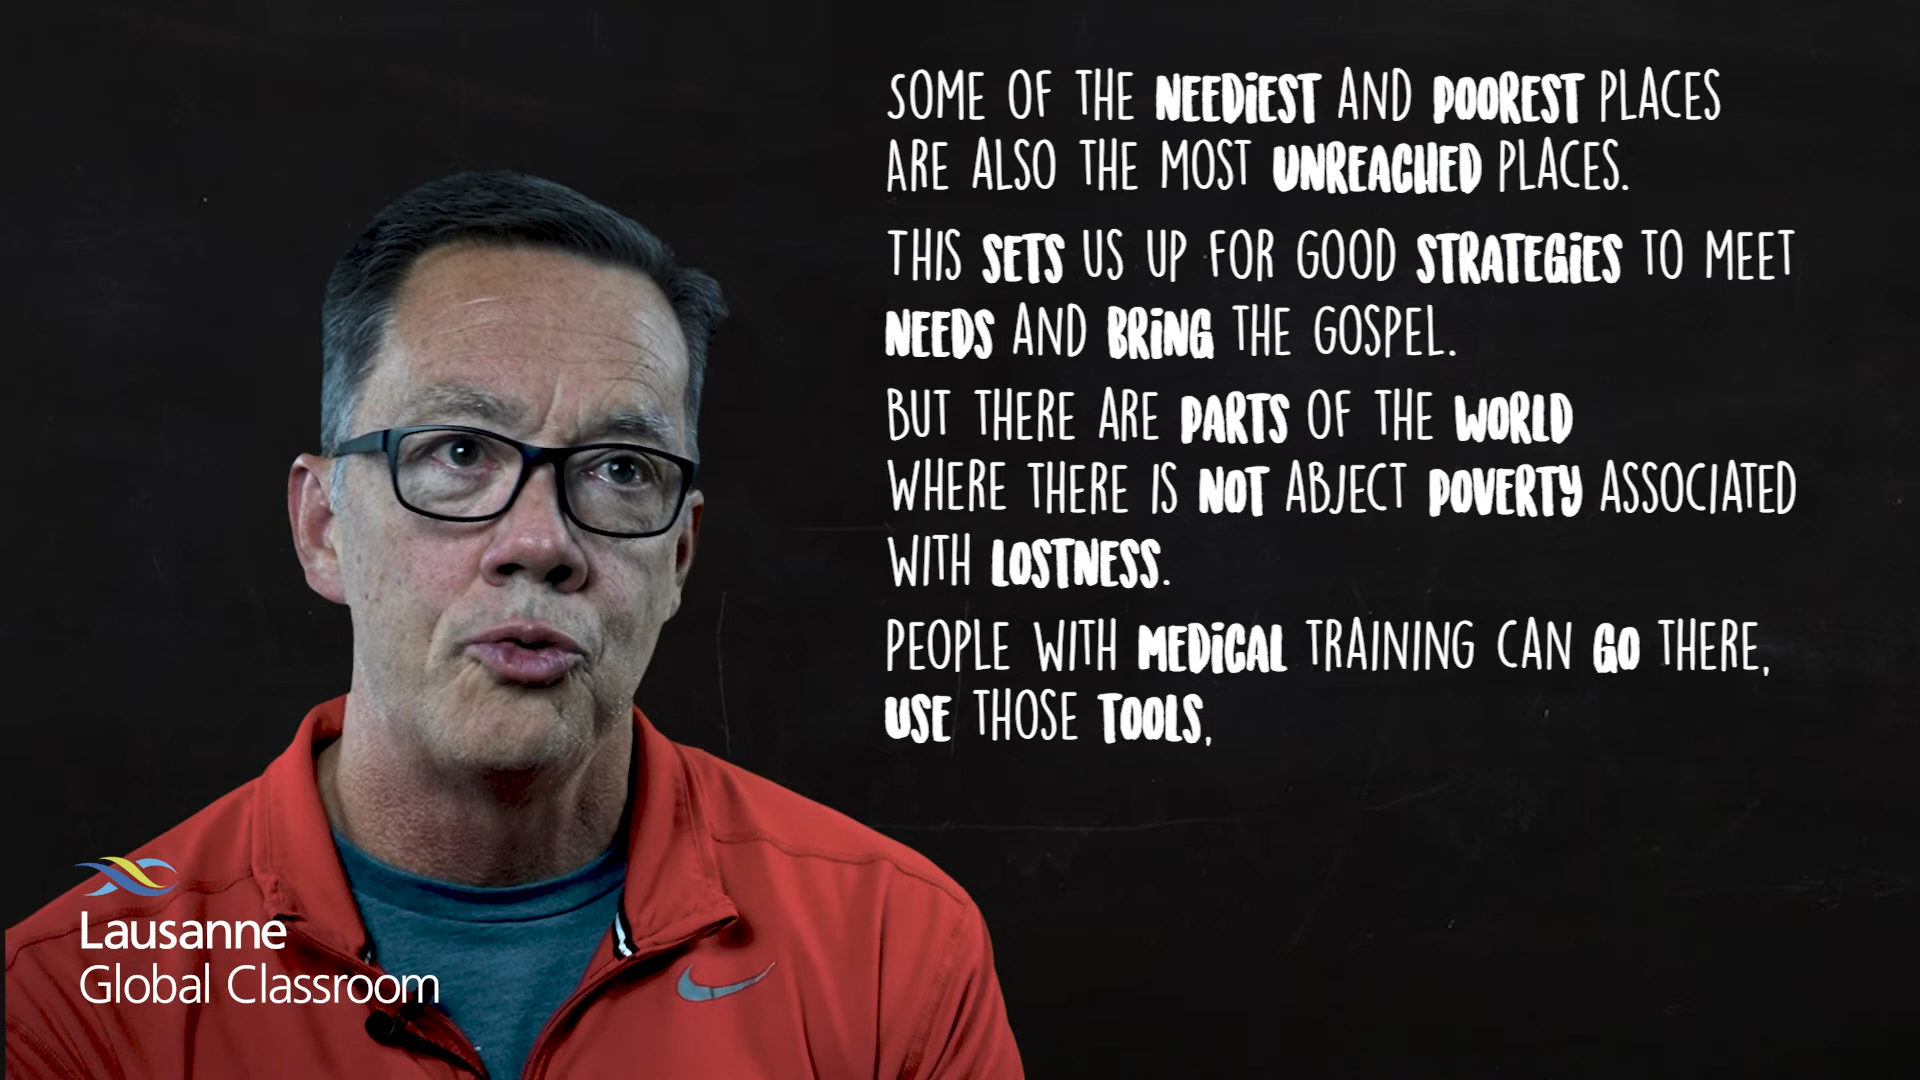 SOME OF THE NEEDiEST AND POOREST PLACES
ARE ALSO THE MOST UNREACHED PLACES.
THIS SETS US UP FOR GOOD STRATEGiES TO MEET
NEEDS AND BRiNG THE GOSPEL.
BUT THERE ARE PARTS OF THE WORLD
WHERE THERE IS NOT ABJECT POVERTY ASSOCIATED
WITH LOSTNESS.
PEOPLE WITH MEDiCAL TRAINING CAN GO THERE,
USE THOSE TOOLS,
Lausanne
Global Classroom